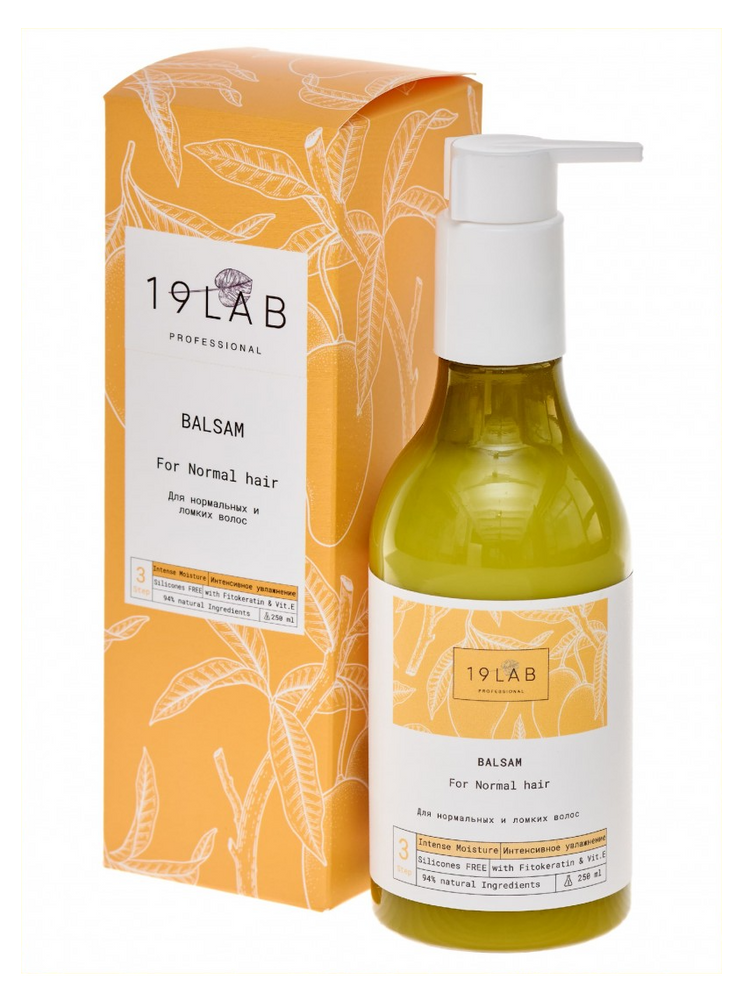 19LAB
PROFESSIONAL
BALSAM
For Normal hair
Для нормальных и
ломких волос
3
Step
Intense Moisture Интенсивное увлажнение
Silicones FREE with Fitokeratin & Vit.E
94% natural Ingredients 250 ml
19LAB
PROFESSIONAL
BALSAM
For Normal hair
Для нормальных и ломких волос
3
Step
Intense Moisture Интенсивное увлажнение
Silicones FREE with Fitokeratin & Vit.E
94% natural Ingredients 250 ml